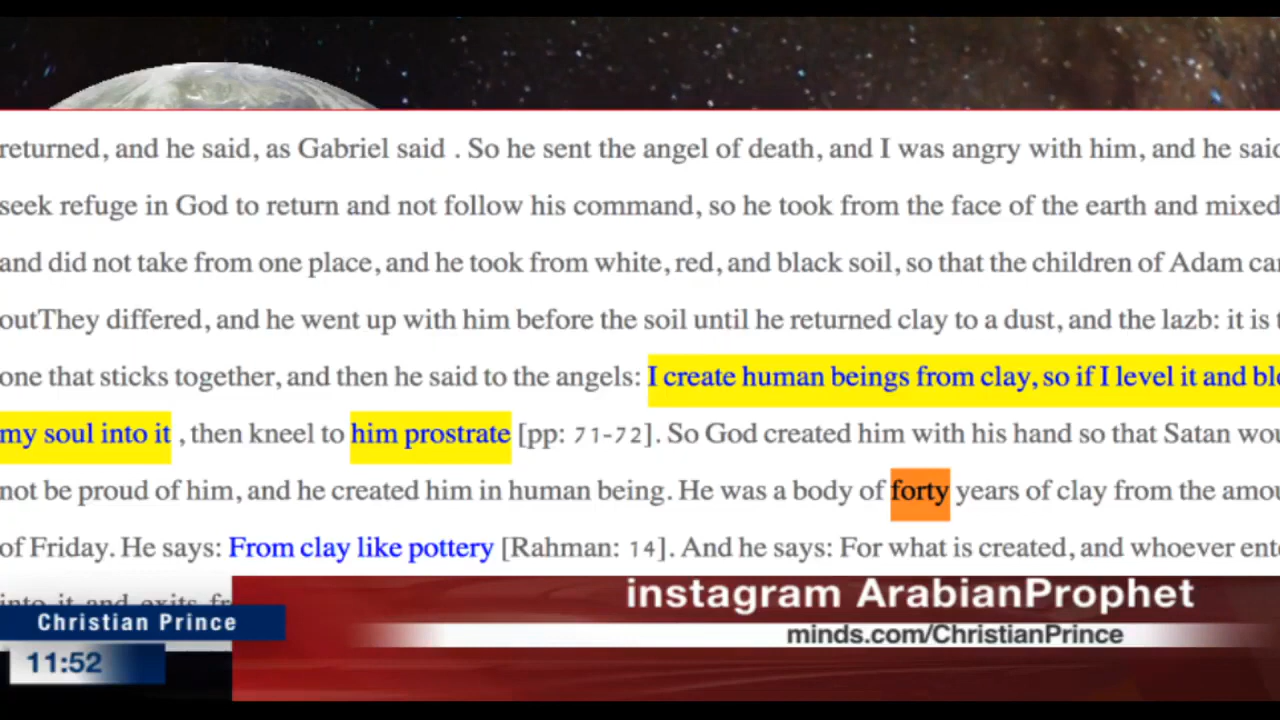 returned, and he said, as Gabriel said . So he sent the angel of death, and I was angry with him, and he said
seek refuge in God to return and not follow his command, so he took from the face of the earth and mixed
and did not take from one place, and he took from white, red, and black soil, so that the children of Adam
outThey differed, and he went up with him before the soil until he returned clay to a dust, and the lazb: it is
one that sticks together, and then he said to the angels: I create human beings from clay, so if I level it and
my soul into it , then kneel to him prostrate [pp: 71-72]. So God created him with his hand so that Satan
not be proud of him, and he created him in human being. He was a body of forty years of clay from the
of Friday. He says: From clay like pottery [Rahman: 14]. And he says: For what is created, and whoever
into it and exits
instagram ArabianProphet
minds.com/ChristianPrince
Christian Prince
11:52